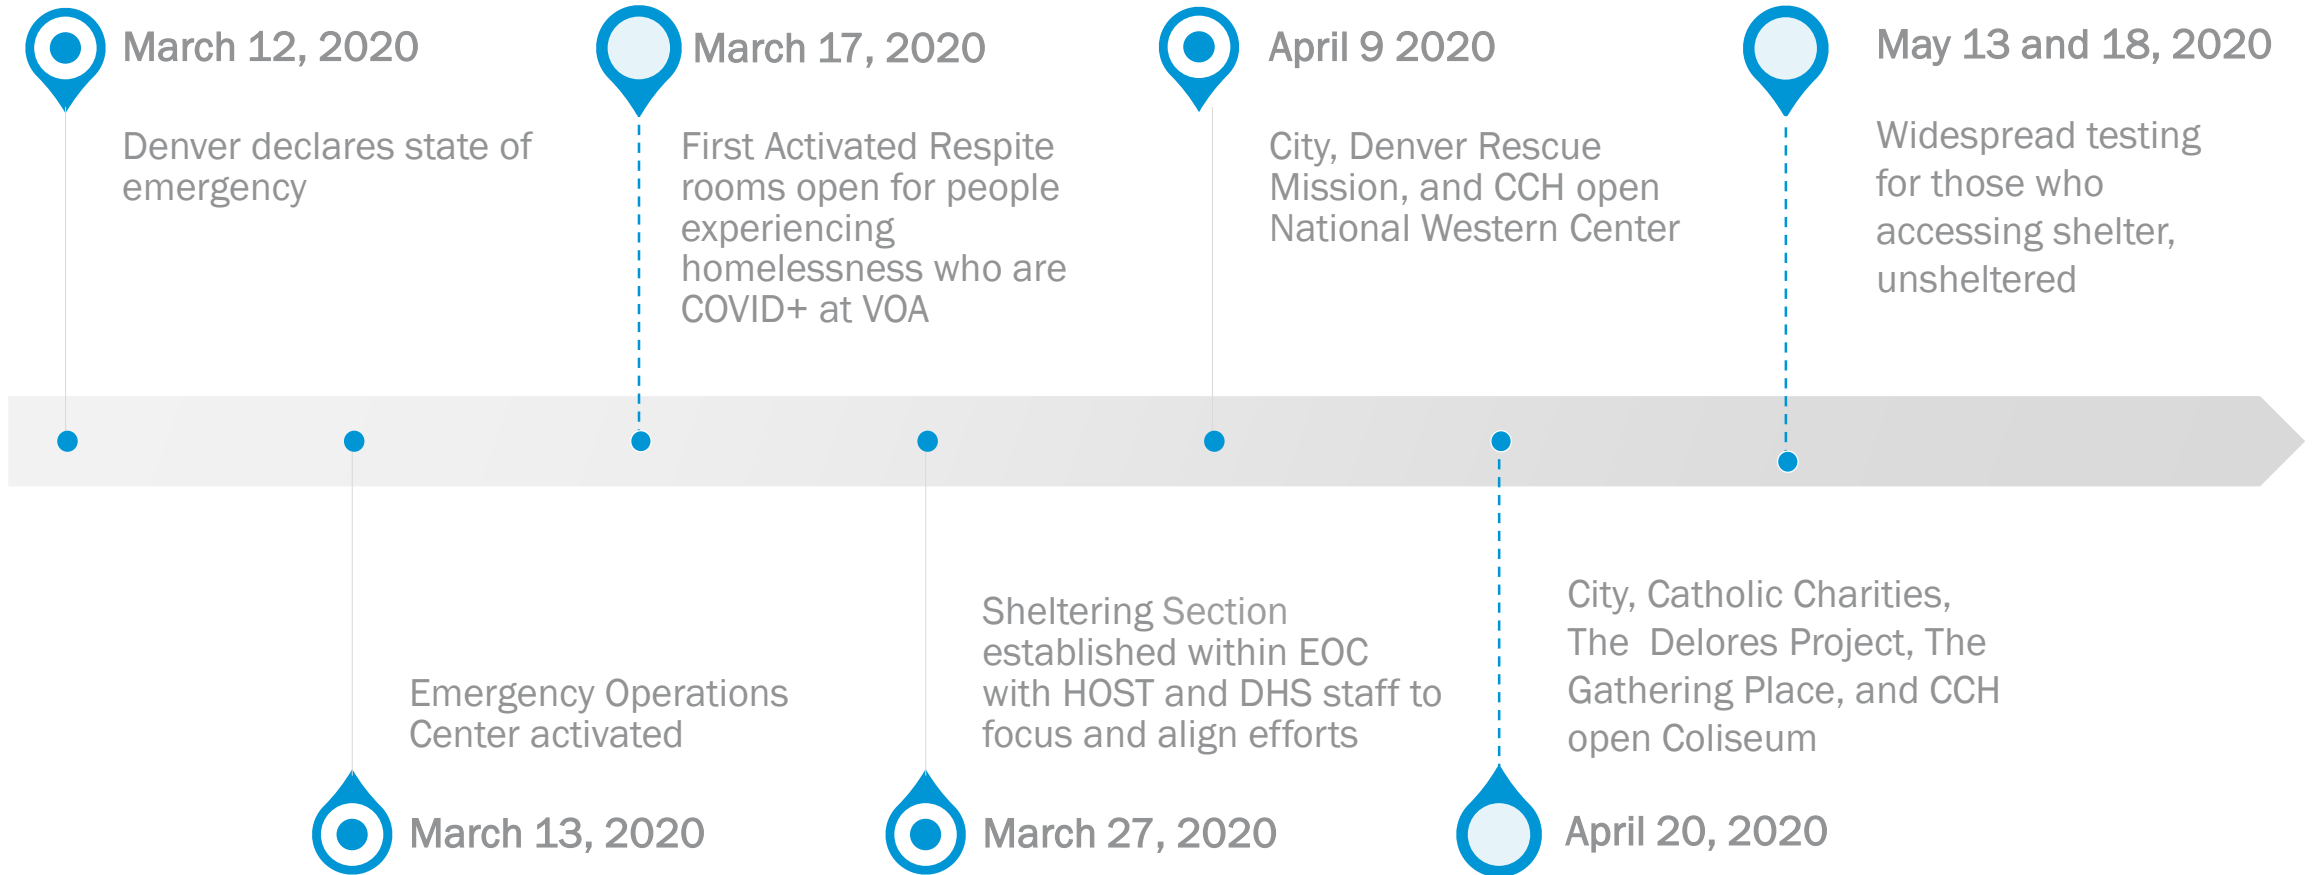 March 12, 2020
Denver declares state of
emergency
March 13, 2020
Emergency Operations
Center activated
March 17, 2020
First Activated Respite
rooms open for people
experiencing
homelessness who are
COVID+ at VOA
March 27, 2020
Sheltering Section
established within EOC
with HOST and DHS staff to
focus and align efforts
April 9 2020
City, Denver Rescue
Mission, and CCH open
National Western Center
April 20, 2020
City, Catholic Charities,
The  Delores Project, The
Gathering Place, and CCH
open Coliseum
May 13 and 18, 2020
Widespread testing
for those who
accessing shelter,
unsheltered